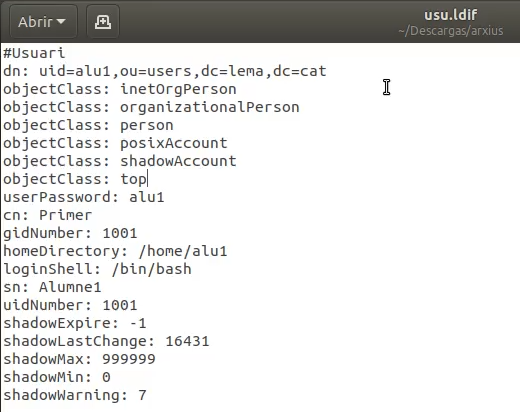 Abrir
usu.ldif
~/Descargas/arxius
#Usuari
dn: uid=alu1,ou=users,dc=lema,dc=cat
objectClass: inetOrgPerson
objectClass: organizationalPerson
objectClass: person
objectClass: posixAccount
objectClass: shadowAccount
objectClass: top
userPassword: alu1
cn: Primer
gidNumber: 1001
homeDirectory: /home/alu1
loginShell: /bin/bash
sn: Alumne1
uidNumber: 1001
shadowExpire: -1
shadowLastChange: 16431
shadowMax: 999999
shadowMin: 0
shadowWarning: 7